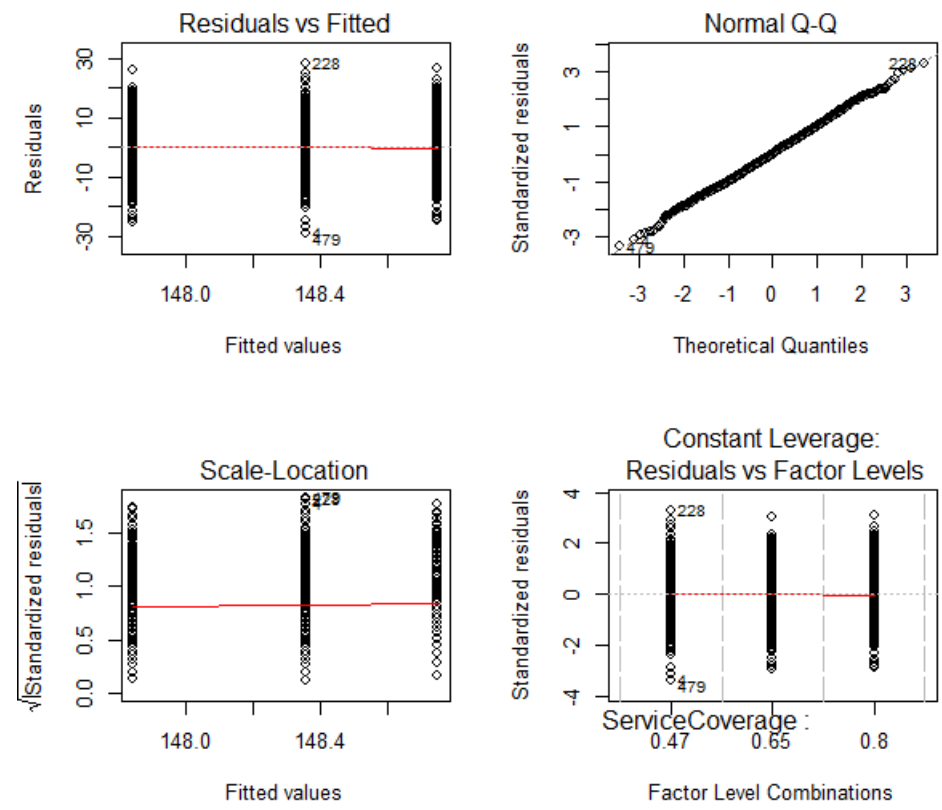 Residuals vs Fitted
Residuals
30
10
-10
-30
228
4
479
148.0
148.4
Fitted values
Normal Q-Q
Standardized residuals
3
1
-1
-3
228
479
-3
-2
-1
0
1
2
3
Theoretical Quantiles
Scale-Location
√|Standardized residuals|
1.5
1.0
0.5
0.0
148.0
148.4
Fitted values
Constant Leverage:
Residuals vs Factor Levels
Standardized residuals
4
2
0
-2
-4
228
4
479
ServiceCoverage :
0.47
0.65
0.8
Factor Level Combinations